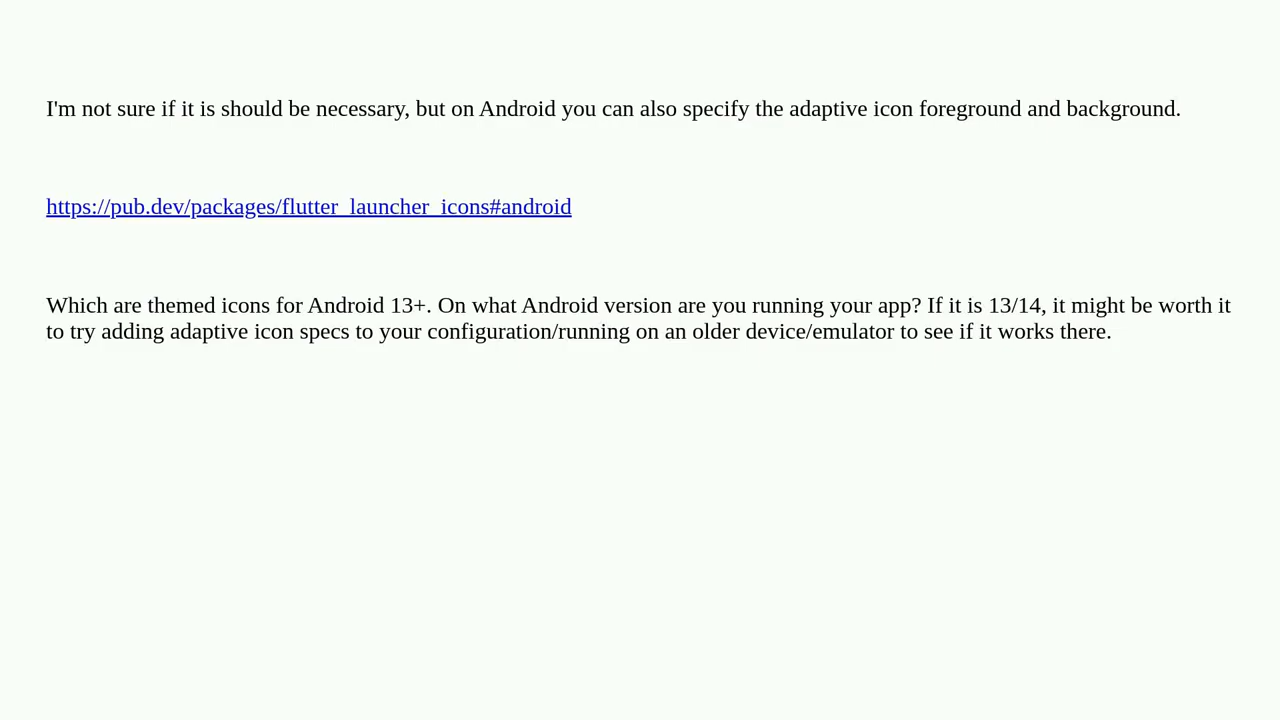 I'm not sure if it is should be necessary, but on Android you can also specify the adaptive icon foreground and background.
https://pub.dev/packages/flutter_launcher_icons#android
Which are themed icons for Android 13+. On what Android version are you running your app? If it is 13/14, it might be worth it
to try adding adaptive icon specs to your configuration/running on an older device/emulator to see if it works there.